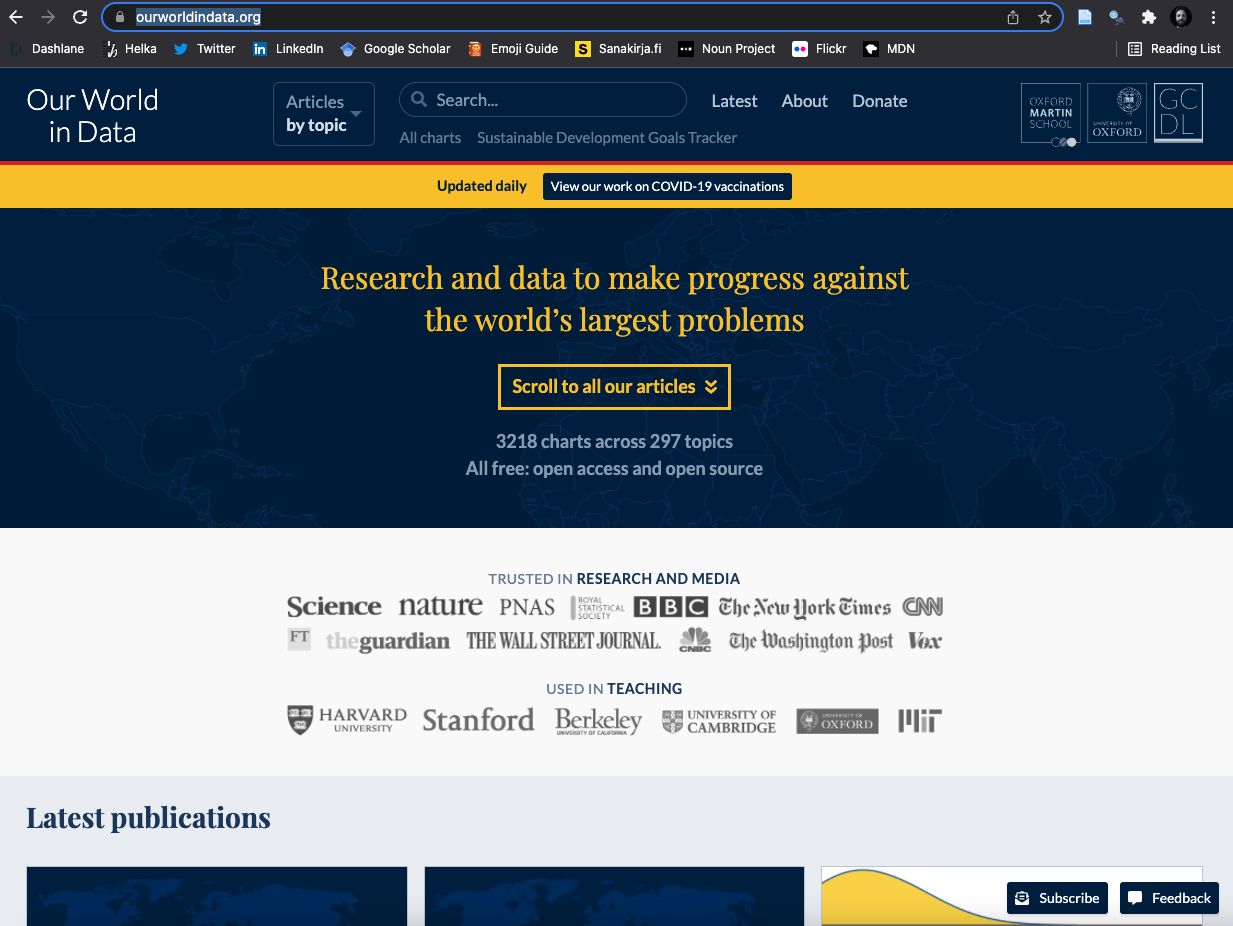 ourworldindata.org
Dashlane Helka Twitter LinkedIn Google Scholar Emoji Guide Sanakirja.fi Noun Project Flickr MDN Reading List
Our World
in Data
Articles
by topic
Search...
Latest About Donate
All charts Sustainable Development Goals Tracker
OXFORD
MARTIN
SCHOOL
UNIVERSITY OF
OXFORD
GC
DL
Updated daily View our work on COVID-19 vaccinations
Research and data to make progress against
the world's largest problems
Scroll to all our articles
3218 charts across 297 topics
All free: open access and open source
TRUSTED IN RESEARCH AND MEDIA
Science nature PNAS ROYAL STATISTICAL SOCIETY BBC The New York Times CNN
FT theguardian THE WALL STREET JOURNAL. CNBC The Washington Post Vox
USED IN TEACHING
HARVARD UNIVERSITY Stanford Berkeley UNIVERSITY OF CALIFORNIA UNIVERSITY OF CAMBRIDGE UNIVERSITY OF OXFORD MIT
Latest publications
Subscribe Feedback